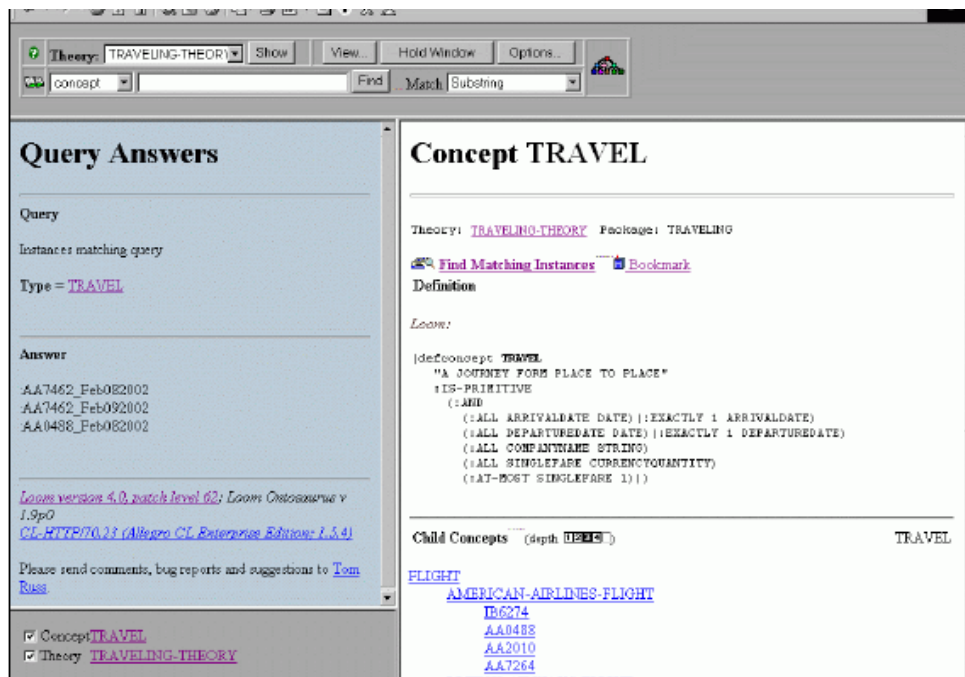 Theory: TRAVELING-THEORY Show View... Hold Window Options...
concept Find Match Substring
Query Answers
Query
Instances matching query
Type = TRAVEL
Answer
AA7462_Feb082002
AA7462_Feb092002
AA0488_Feb082002
Loom version 4.0, patch level 62; Loom Ontosaurus v
1.9p0
CL-HTTP/70.23 (Allegro CL Enterprise Edition; 1.5.4)
Please send comments, bug reports and suggestions to Tom
Russ.
Concept TRAVEL
Theory TRAVELING-THEORY
Concept TRAVEL
Theory: TRAVELING-THEORY Package: TRAVELING
Find Matching Instances Bookmark
Definition
Loom:
(defconcept TRAVEL
"A JOURNEY FORM PLACE TO PLACE"
:IS-PRIMITIVE
(:AND
(:ALL ARRIVALDATE DATE)(:EXACTLY 1 ARRIVALDATE)
(:ALL DEPARTUREDATE DATE)(:EXACTLY 1 DEPARTUREDATE)
(:ALL COMPANYNAME STRING)
(:ALL SINGLEFARE CURRENCYQUANTITY)
(:AT-MOST SINGLEFARE 1)))
Child Concepts (depth 1 2 3 4) TRAVEL
FLIGHT
AMERICAN-AIRLINES-FLIGHT
IB6274
AA0488
AA2010
AA7264